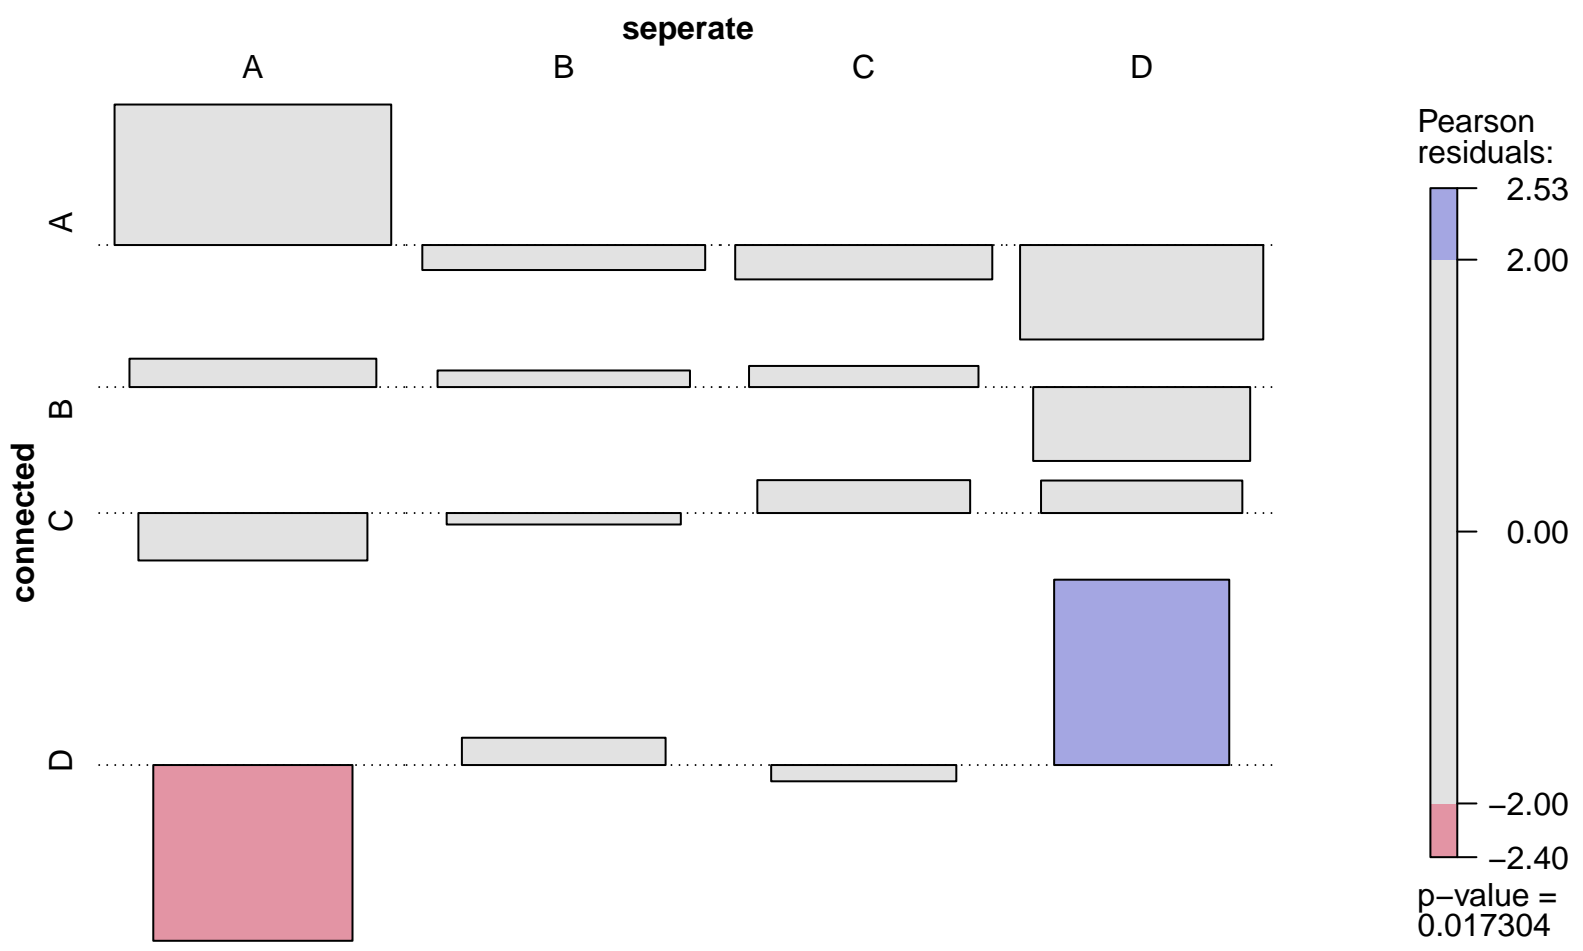 seperate
A B C D
A
B
C
D
connected
Pearson
residuals:
2.53
2.00
0.00
−2.00
−2.40
p−value =
0.017304